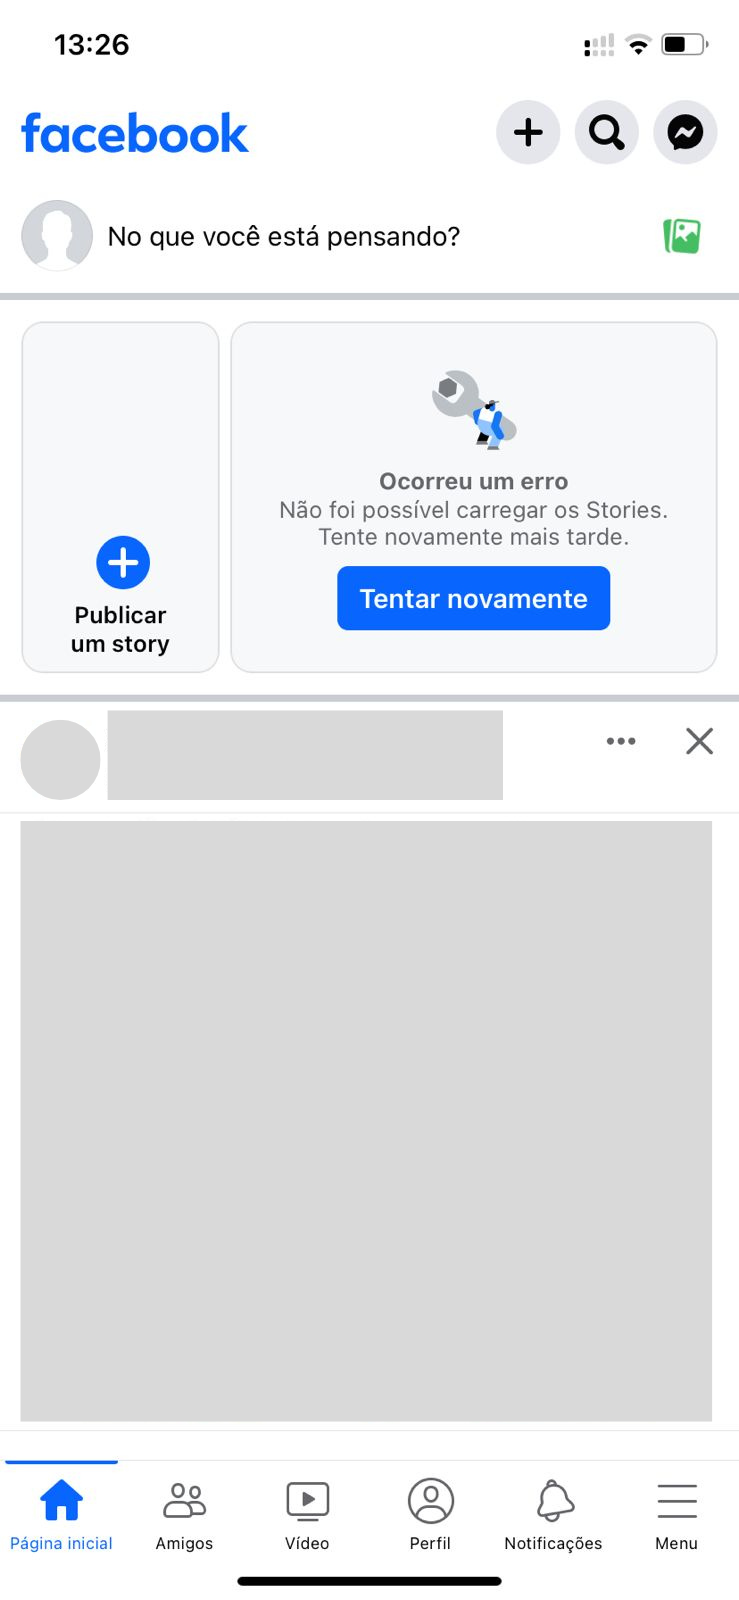 13:26
facebook
No que você está pensando?
Ocorreu um erro
Não foi possível carregar os Stories.
Tente novamente mais tarde.
Tentar novamente
Publicar
um story
Página inicial
Amigos
Vídeo
Perfil
Notificações
Menu